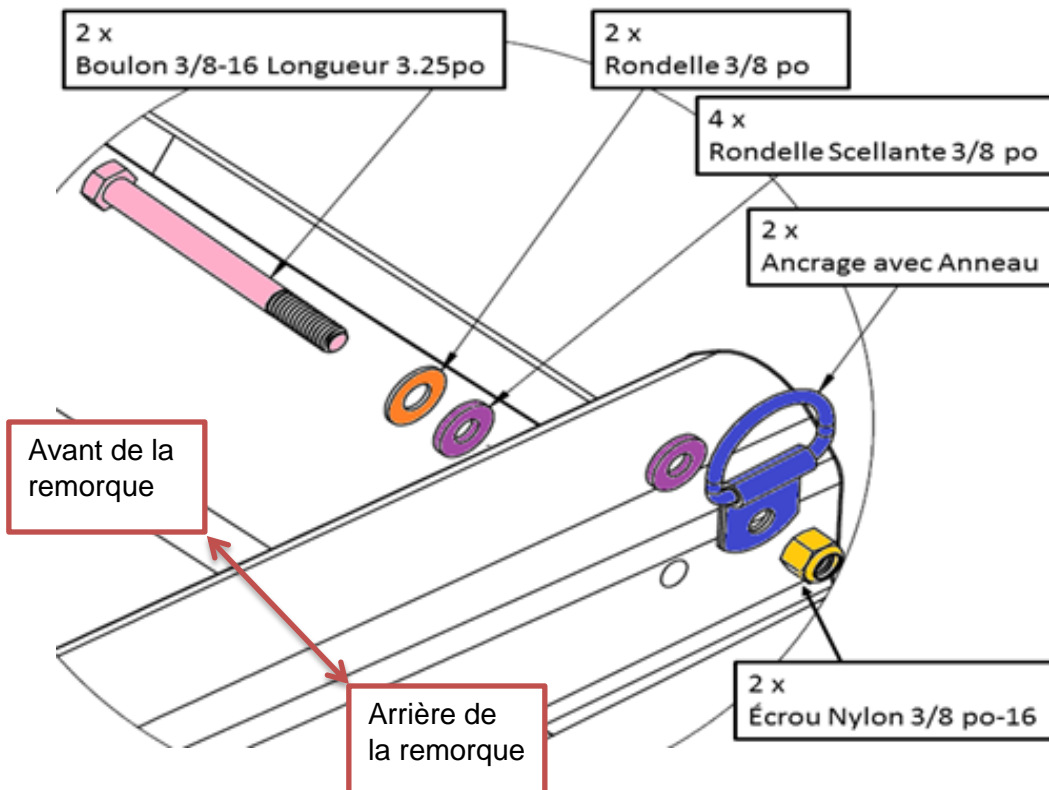 2 x
Boulon 3/8-16 Longueur 3.25po
2 x
Rondelle 3/8 po
4 x
Rondelle Scellante 3/8 po
2 x
Ancrage avec Anneau
Avant de la
remorque
Arrière de
la remorque
2 x
Écrou Nylon 3/8 po-16